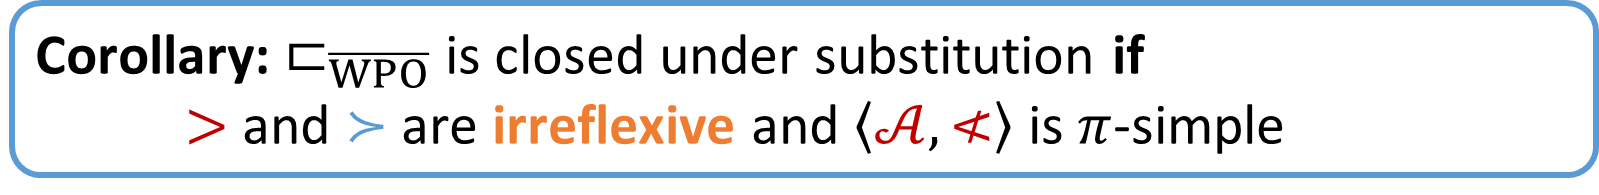 Corollary: ⊏_{\overline{WPO}} is closed under substitution if
> and ≻ are irreflexive and ⟨𝒜, ≮⟩ is π-simple